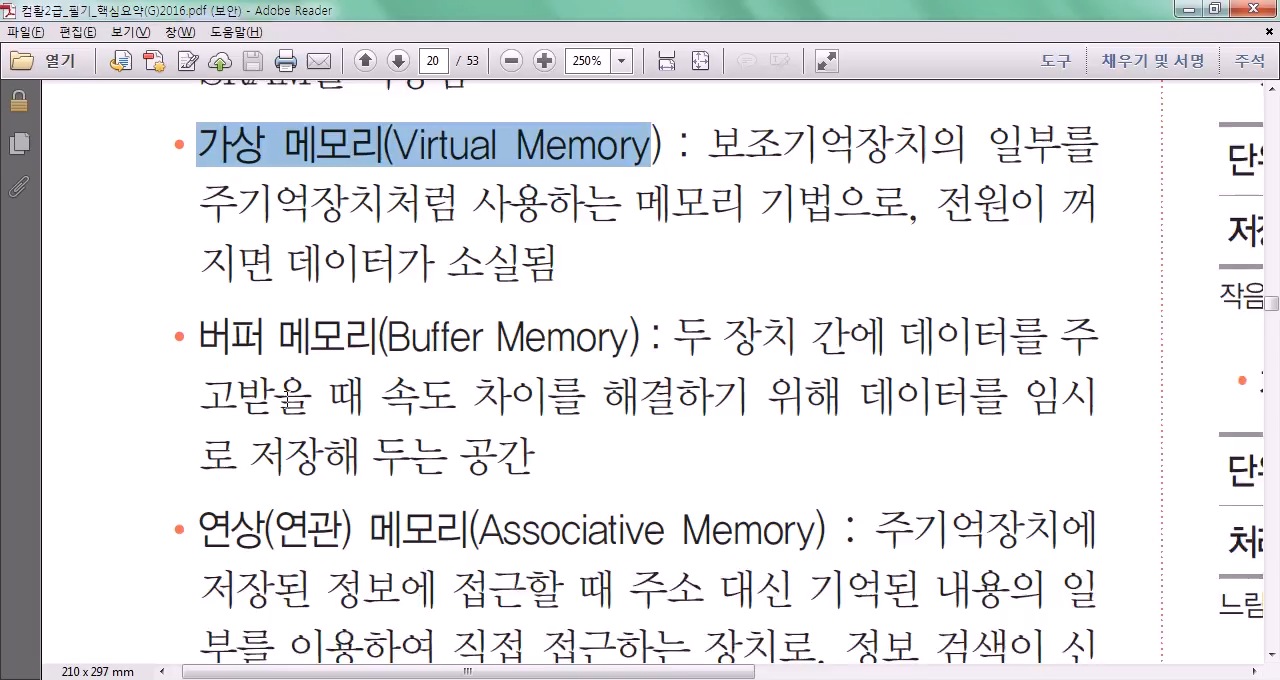 컴활2급_필기_핵심요약(G)2016.pdf (보안) - Adobe Reader
파일(F) 편집(E) 보기(V) 창(W) 도움말(H)
열기 20 / 53 250% 도구 채우기 및 서명 주석
• 가상 메모리(Virtual Memory) : 보조기억장치의 일부를
주기억장치처럼 사용하는 메모리 기법으로, 전원이 꺼
지면 데이터가 소실됨
• 버퍼 메모리(Buffer Memory) : 두 장치 간에 데이터를 주
고받을 때 속도 차이를 해결하기 위해 데이터를 임시
로 저장해 두는 공간
• 연상(연관) 메모리(Associative Memory) : 주기억장치에
저장된 정보에 접근할 때 주소 대신 기억된 내용의 일
부를 이용하여 직접 접근하는 장치로, 정보 검색이 신
작음
느림
210 x 297 mm